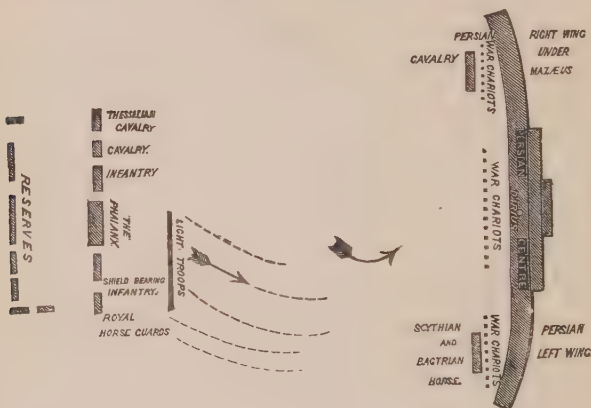 RESERVES
THESSALIAN
CAVALRY
CAVALRY.
INFANTRY
THE
PHALANX
SHIELD BEARING
INFANTRY.
ROYAL
HORSE GUARDS
LIGHT TROOPS
PERSIAN
CAVALRY
WAR CHARIOTS
RIGHT WING
UNDER
MAZÆUS
WAR CHARIOTS
PERSIAN
CENTRE
SCYTHIAN
AND
BACTRIAN
HORSE.
WAR CHARIOTS
PERSIAN
LEFT WING